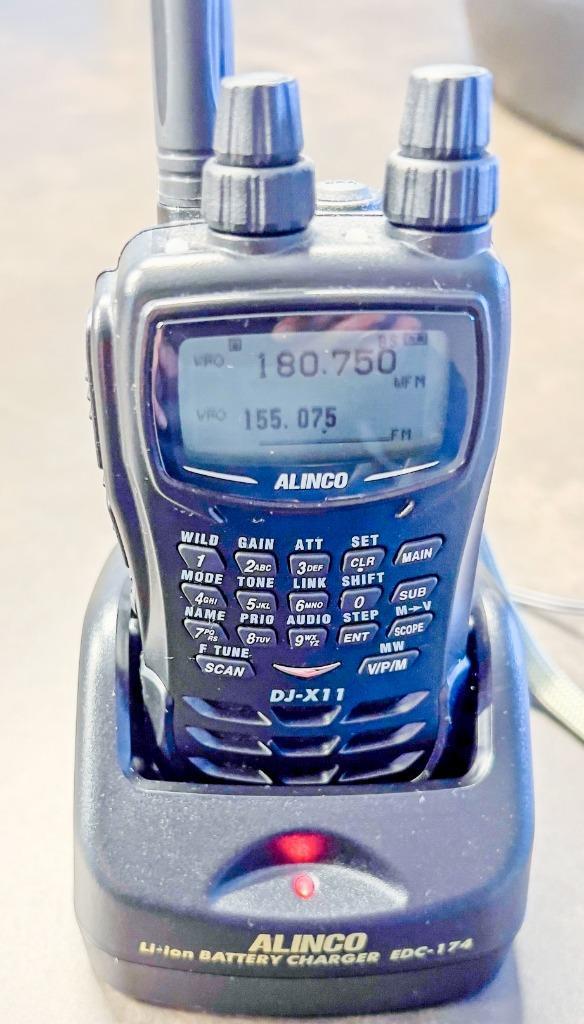 VFO 180.750
WFM
VFO 155.075
FM
ALINCO
WILD GAIN ATT SET
1 2ABC 3DEF CLR MAIN
MODE TONE LINK SHIFT
4GHI 5JKL 6MNO 0 SUB
NAME PRIO AUDIO STEP M→V
7PQRS 8TUV 9WXYZ ENT SCOPE
F TUNE MW
SCAN V/P/M
DJ-X11
ALINCO
Li-ion BATTERY CHARGER EDC-174